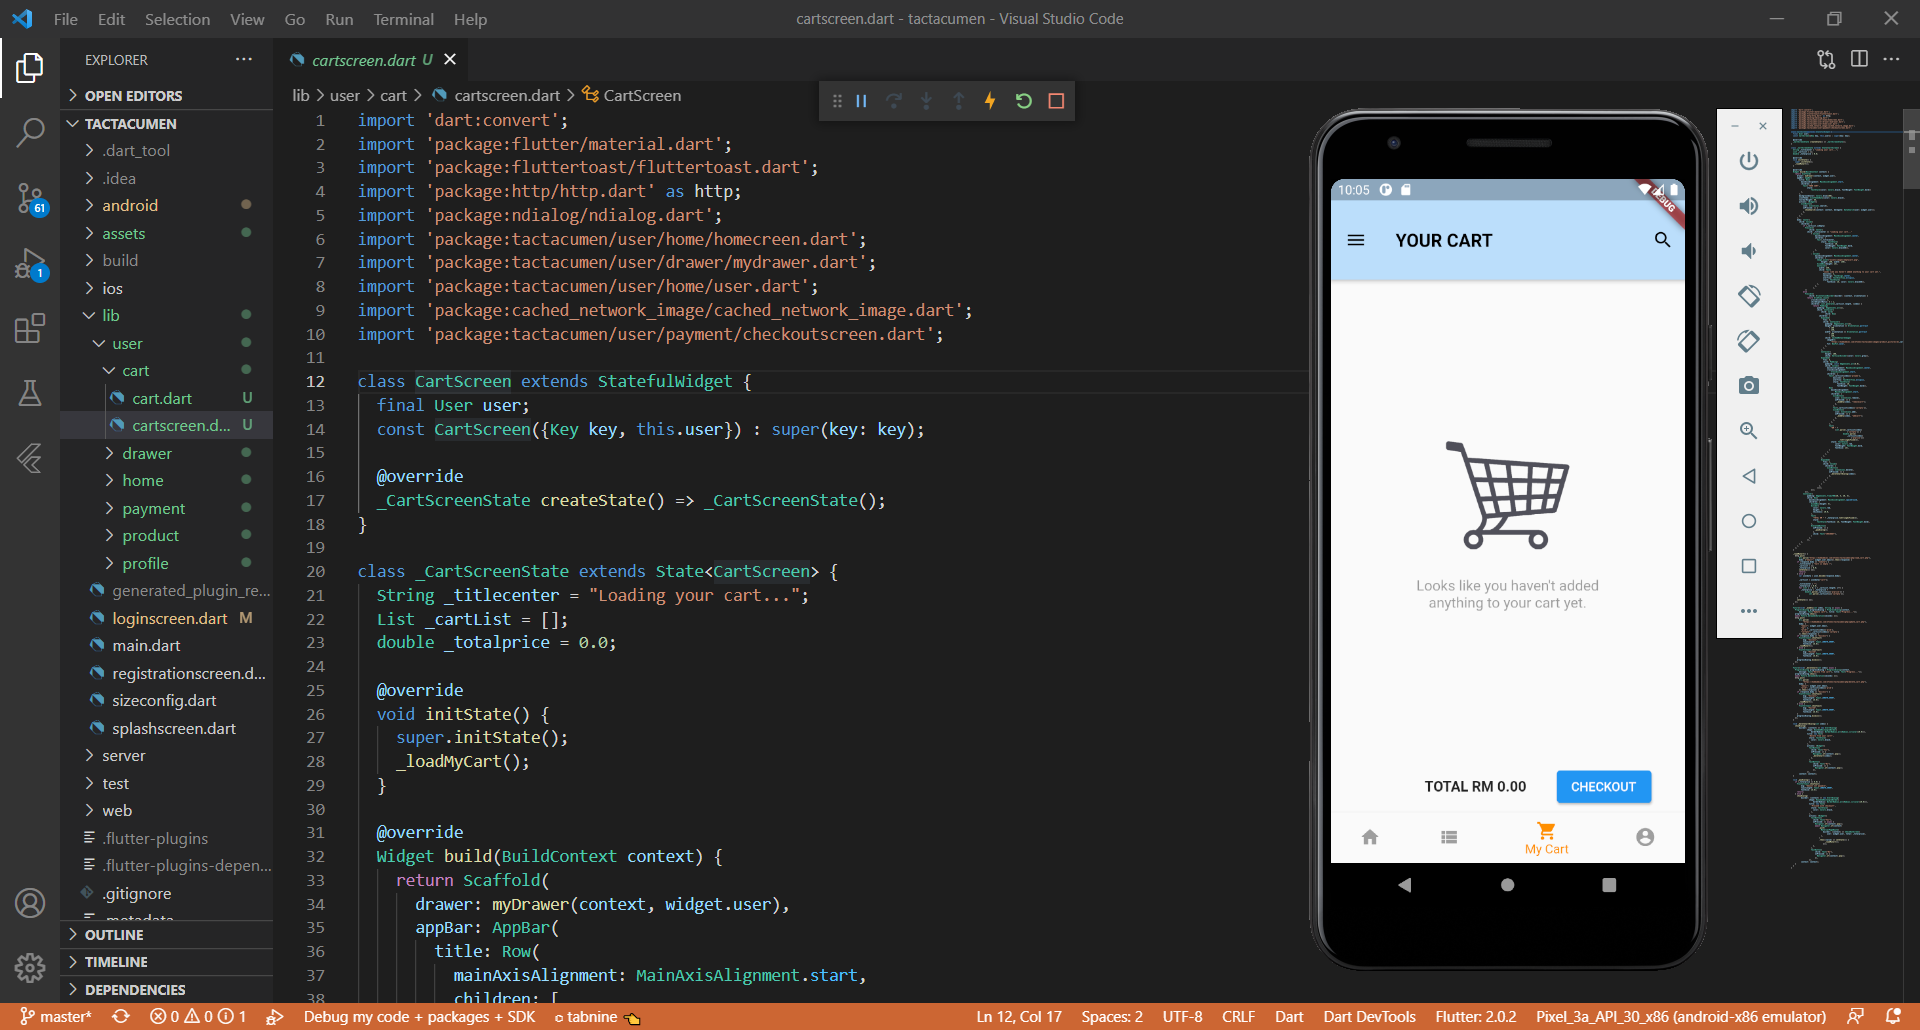 File Edit Selection View Go Run Terminal Help
cartscreen.dart - tactacumen - Visual Studio Code
EXPLORER
OPEN EDITORS
TACTACUMEN
.dart_tool
.idea
android
assets
build
ios
lib
user
cart
cart.dart U
cartscreen.d... U
drawer
home
payment
product
profile
generated_plugin_re...
loginscreen.dart M
main.dart
registrationscreen.d...
sizeconfig.dart
splashscreen.dart
server
test
web
.flutter-plugins
.flutter-plugins-depen...
.gitignore
.metadata
OUTLINE
TIMELINE
DEPENDENCIES
61
1
cartscreen.dart U
lib > user > cart > cartscreen.dart > CartScreen
1 import 'dart:convert';
2 import 'package:flutter/material.dart';
3 import 'package:fluttertoast/fluttertoast.dart';
4 import 'package:http/http.dart' as http;
5 import 'package:ndialog/ndialog.dart';
6 import 'package:tactacumen/user/home/homecreen.dart';
7 import 'package:tactacumen/user/drawer/mydrawer.dart';
8 import 'package:tactacumen/user/home/user.dart';
9 import 'package:cached_network_image/cached_network_image.dart';
10 import 'package:tactacumen/user/payment/checkoutscreen.dart';
11
12 class CartScreen extends StatefulWidget {
13 final User user;
14 const CartScreen({Key key, this.user}) : super(key: key);
15
16 @override
17 _CartScreenState createState() => _CartScreenState();
18 }
19
20 class _CartScreenState extends State<CartScreen> {
21 String _titlecenter = "Loading your cart...";
22 List _cartList = [];
23 double _totalprice = 0.0;
24
25 @override
26 void initState() {
27 super.initState();
28 _loadMyCart();
29 }
30
31 @override
32 Widget build(BuildContext context) {
33 return Scaffold(
34 drawer: myDrawer(context, widget.user),
35 appBar: AppBar(
36 title: Row(
37 mainAxisAlignment: MainAxisAlignment.start,
38 children: [
10:05
DEBUG
YOUR CART
Looks like you haven't added
anything to your cart yet.
TOTAL RM 0.00 CHECKOUT
My Cart
master* 0 0 1 Debug my code + packages + SDK tabnine Ln 12, Col 17 Spaces: 2 UTF-8 CRLF Dart Dart DevTools Flutter: 2.0.2 Pixel_3a_API_30_x86 (android-x86 emulator)